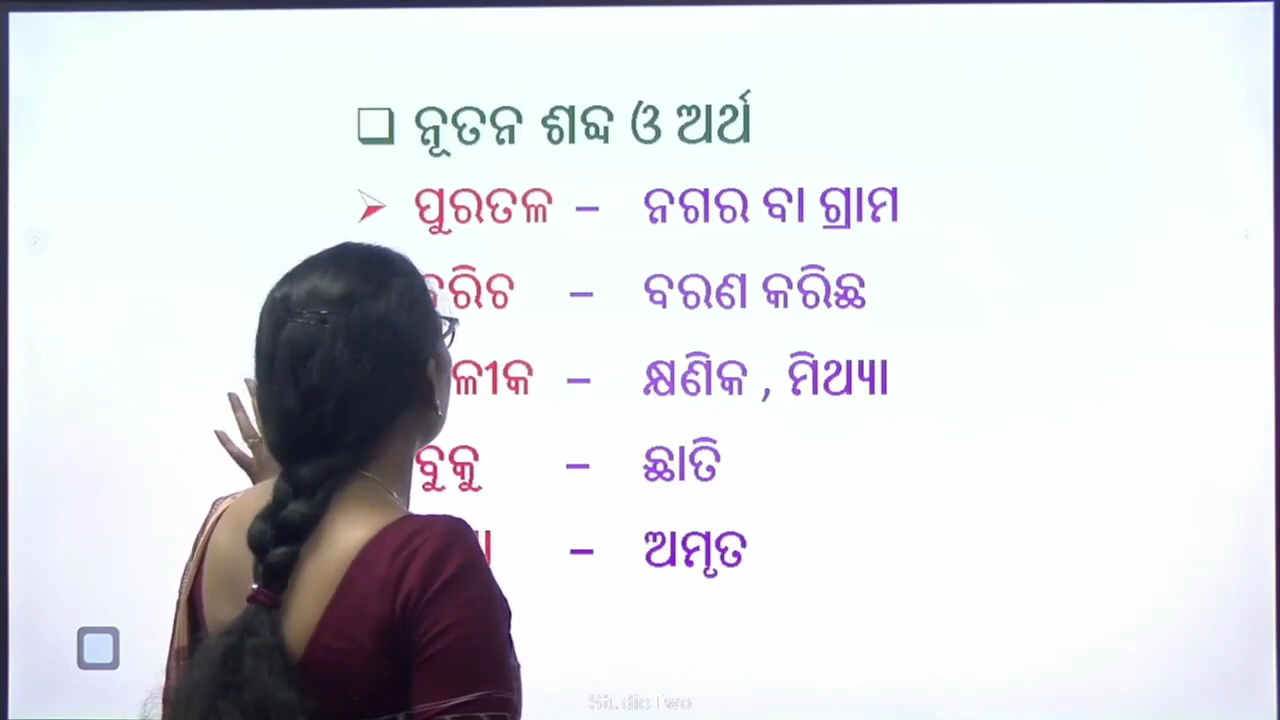 ନୂତନ ଶବ୍ଦ ଓ ଅର୍ଥ
ପୁରତଳ – ନଗର ବା ଗ୍ରାମ
– ବରଣ କରିଛ
– କ୍ଷଣିକ , ମିଥ୍ୟା
ବୁକୁ – ଛାତି
– ଅମୃତ